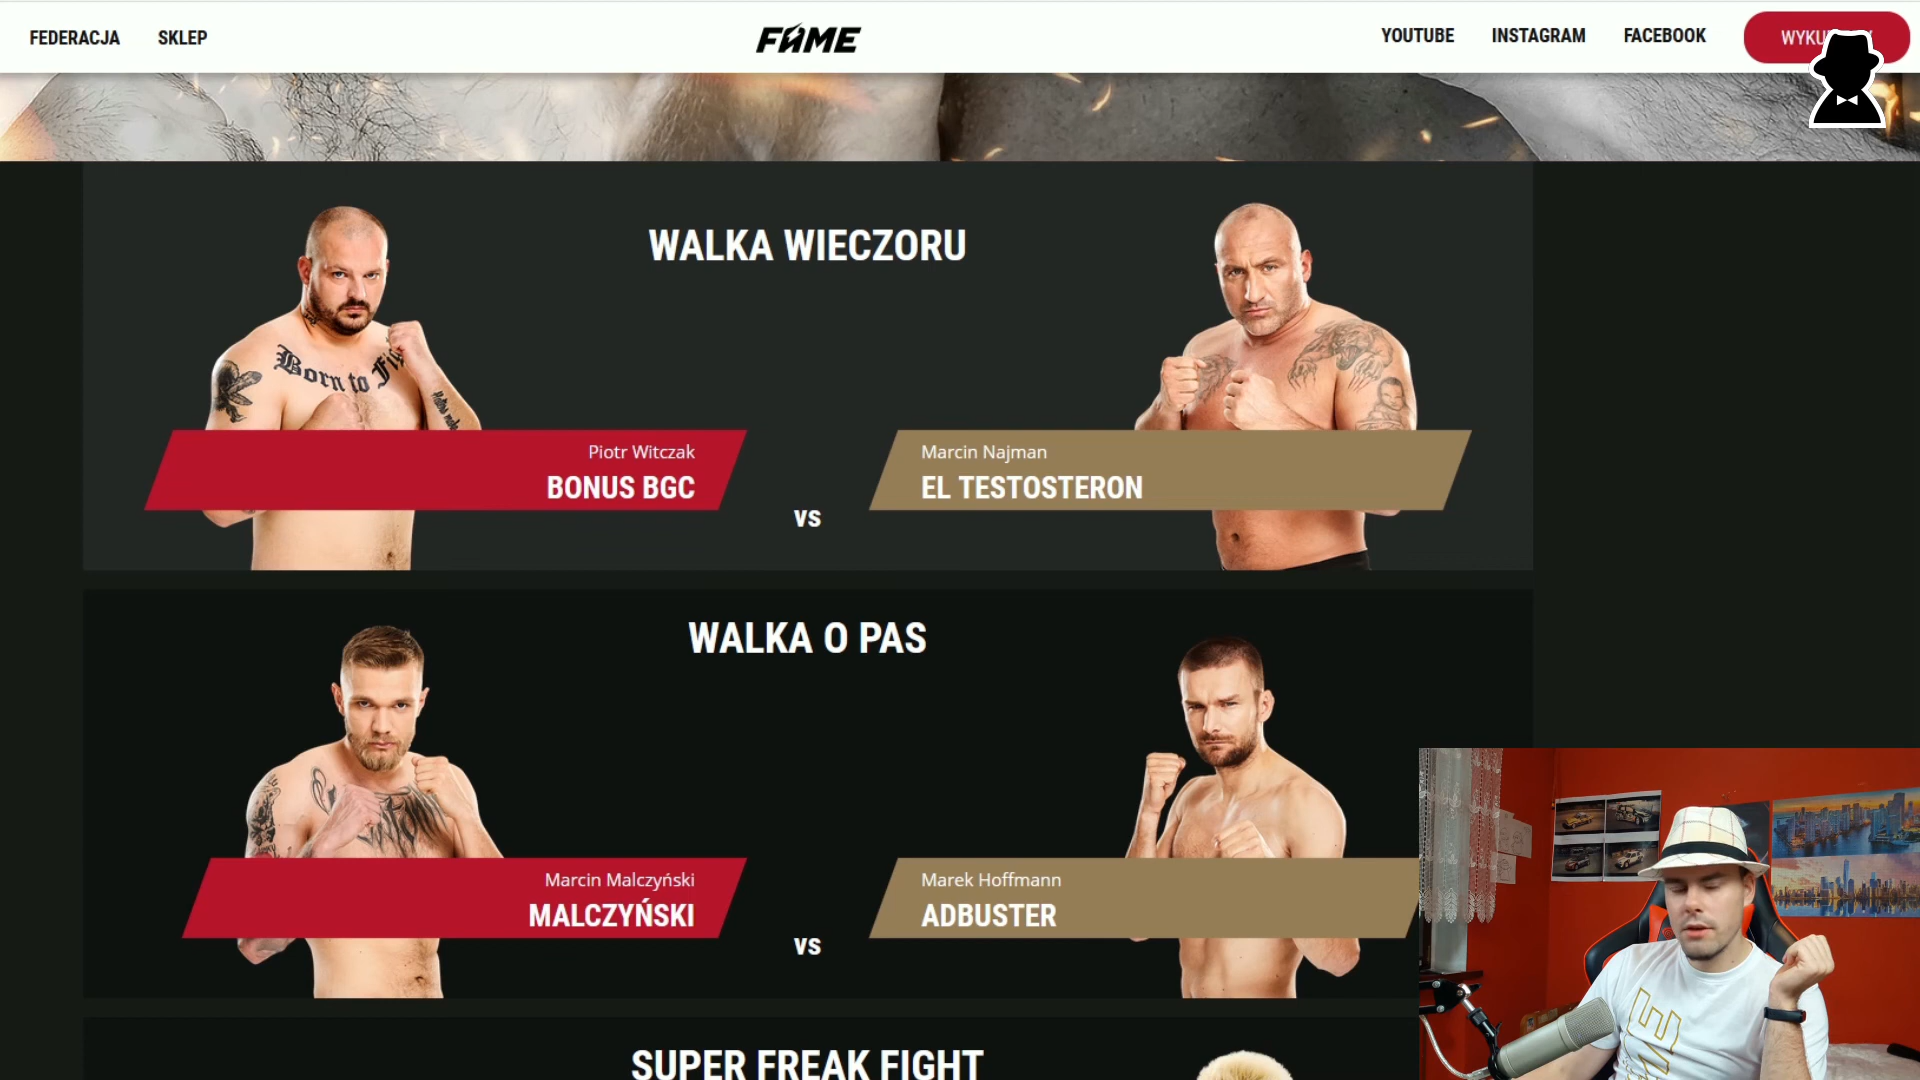 FEDERACJA
SKLEP
FAME
YOUTUBE
INSTAGRAM
FACEBOOK
WALKA WIECZORU
Born to
Piotr Witczak
BONUS BGC
vs
Marcin Najman
EL TESTOSTERON
WALKA O PAS
Marcin Malczyński
MALCZYŃSKI
vs
Marek Hoffmann
ADBUSTER
SUPER FREAK FIGHT